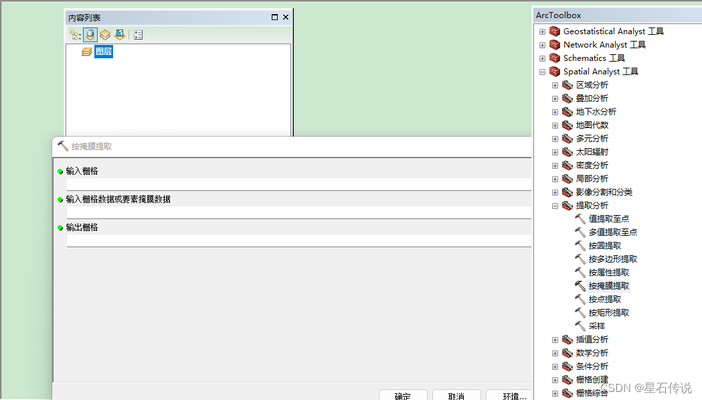 内容列表
图层
按掩膜提取
输入栅格
输入栅格数据或要素掩膜数据
输出栅格
确定
取消
环境...
ArcToolbox
Geostatistical Analyst 工具
Network Analyst 工具
Schematics 工具
Spatial Analyst 工具
区域分析
叠加分析
地下水分析
地图代数
多元分析
太阳辐射
密度分析
局部分析
影像分割和分类
提取分析
值提取至点
多值提取至点
按圆提取
按多边形提取
按属性提取
按掩膜提取
按点提取
按矩形提取
采样
插值分析
数学分析
条件分析
栅格创建
栅格综合
CSDN @星石传说